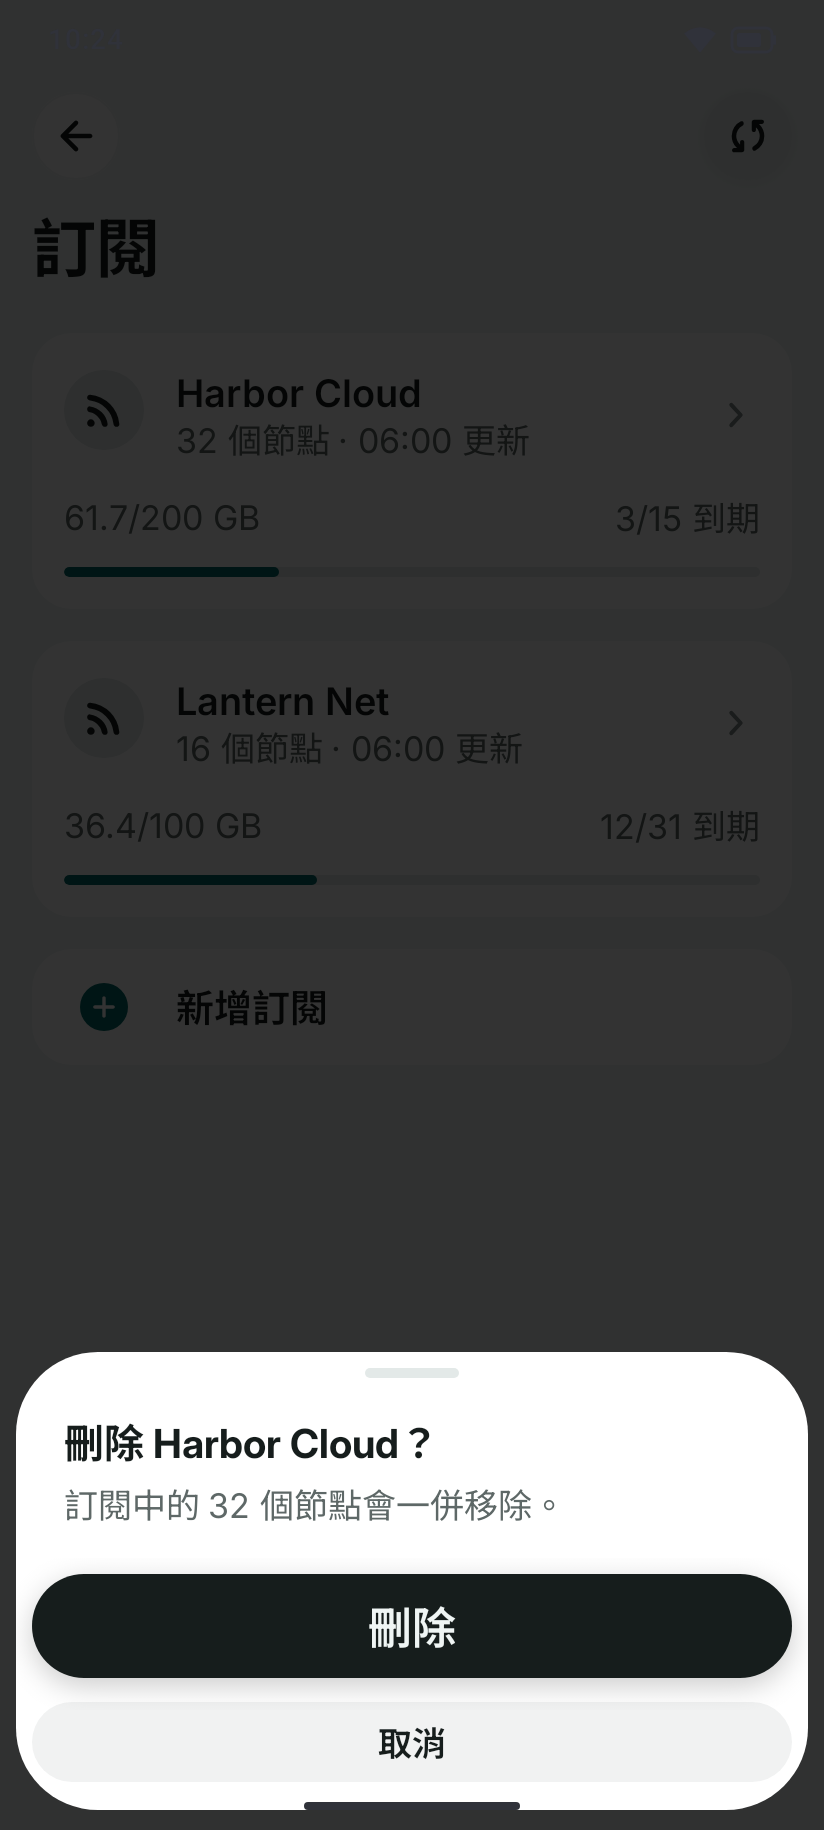 訂閱
Harbor Cloud
32 個節點 · 06:00 更新
61.7/200 GB
3/15 到期
Lantern Net
16 個節點 · 06:00 更新
36.4/100 GB
12/31 到期
新增訂閱
刪除 Harbor Cloud？
訂閱中的 32 個節點會一併移除。
刪除
取消